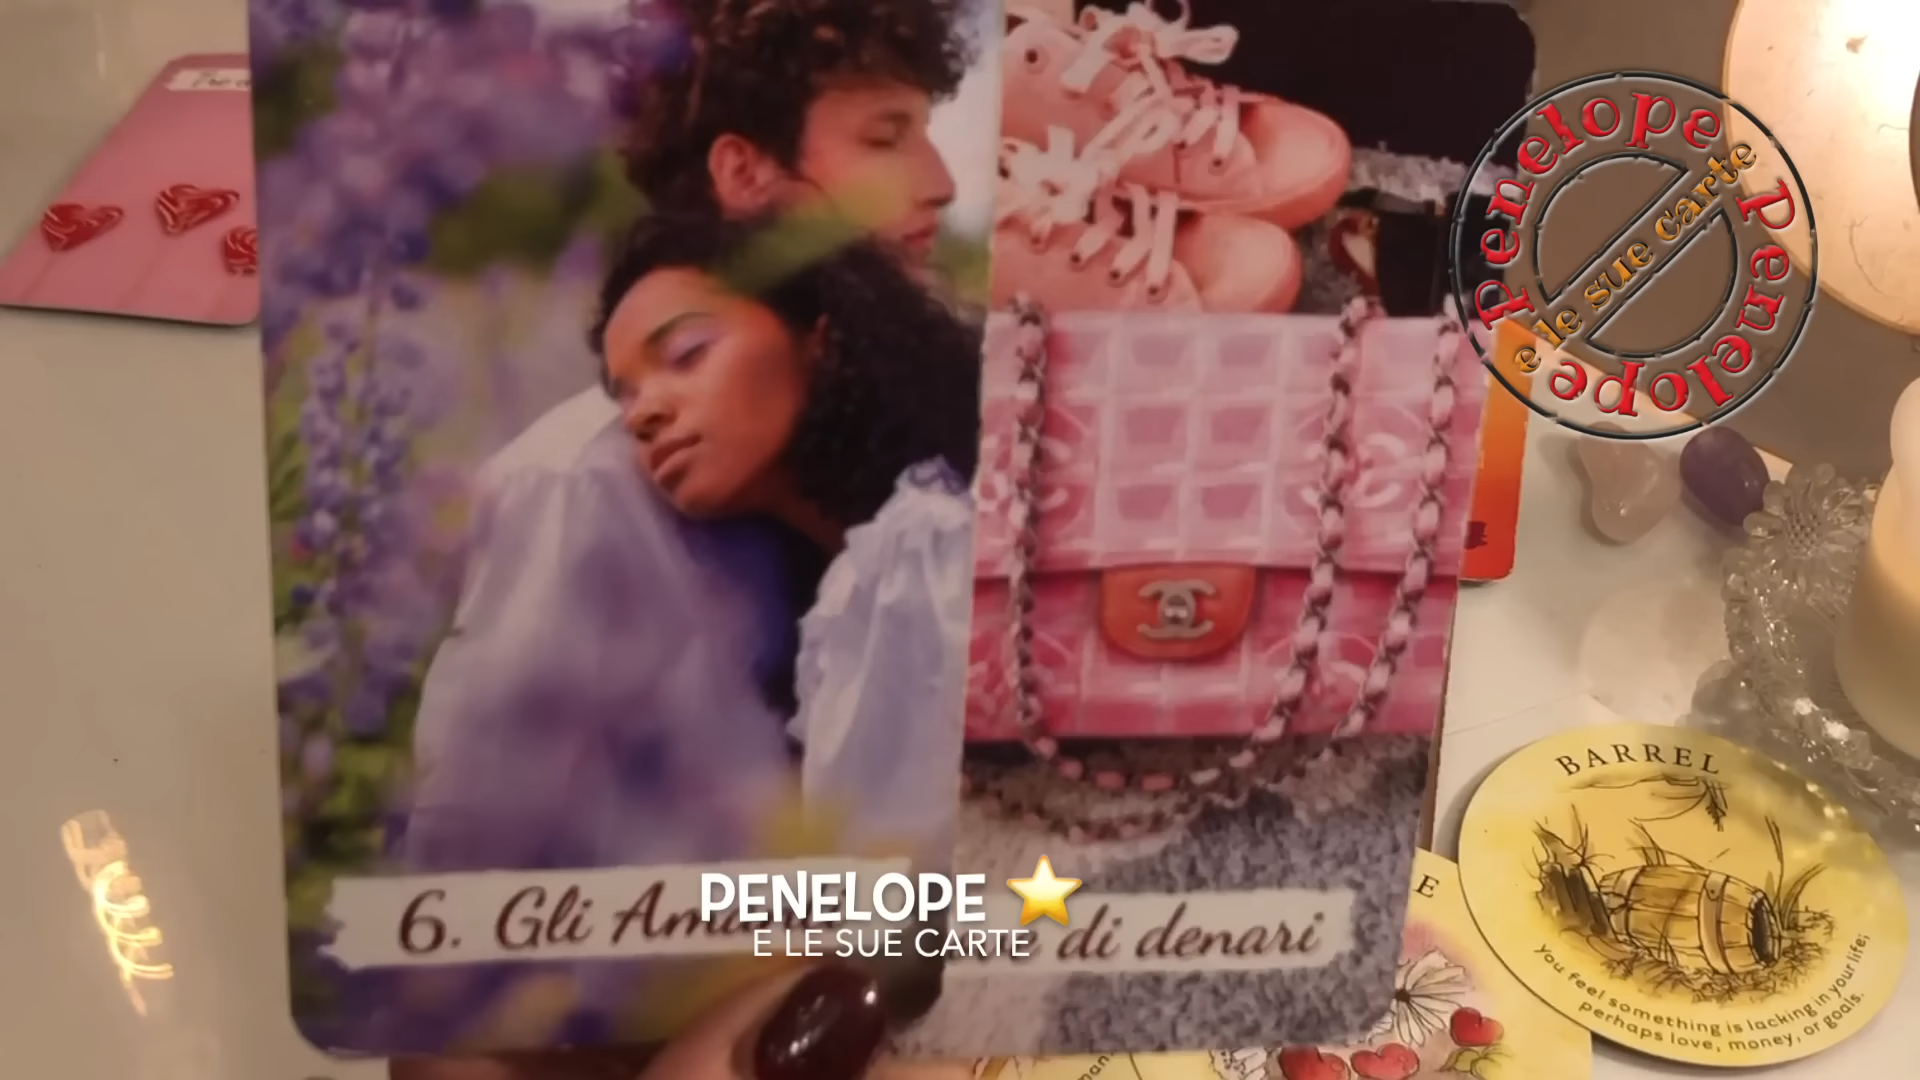 Penelope Penelope Penelope
e le sue carte
BARREL
You feel something is lacking in your life;
perhaps love, money, or goals.
6. Gli
di denari
PENELOPE ⭐
E LE SUE CARTE
E